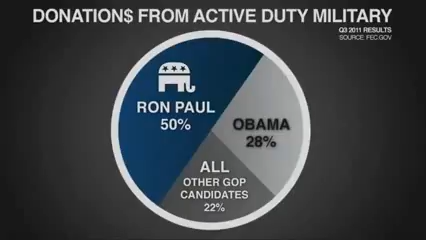 DONATION$ FROM ACTIVE DUTY MILITARY
Q3 2011 RESULTS
SOURCE: FEC.GOV
RON PAUL
50%
OBAMA
28%
ALL
OTHER GOP
CANDIDATES
22%